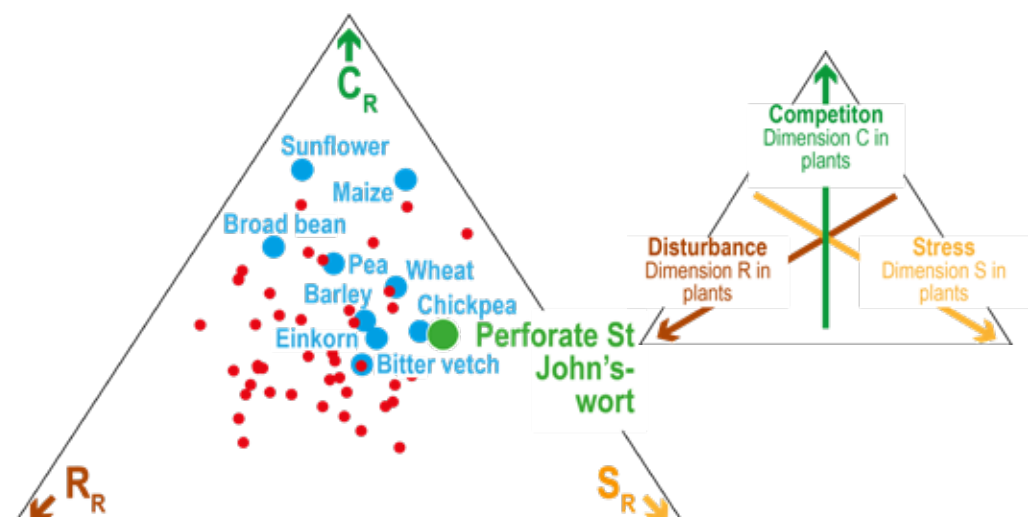 C_R
Sunflower
Maize
Broad bean
Pea
Wheat
Barley
Chickpea
Einkorn
Bitter vetch
Perforate St
John's-
wort
R_R
S_R
Competiton
Dimension C in
plants
Disturbance
Dimension R in
plants
Stress
Dimension S in
plants